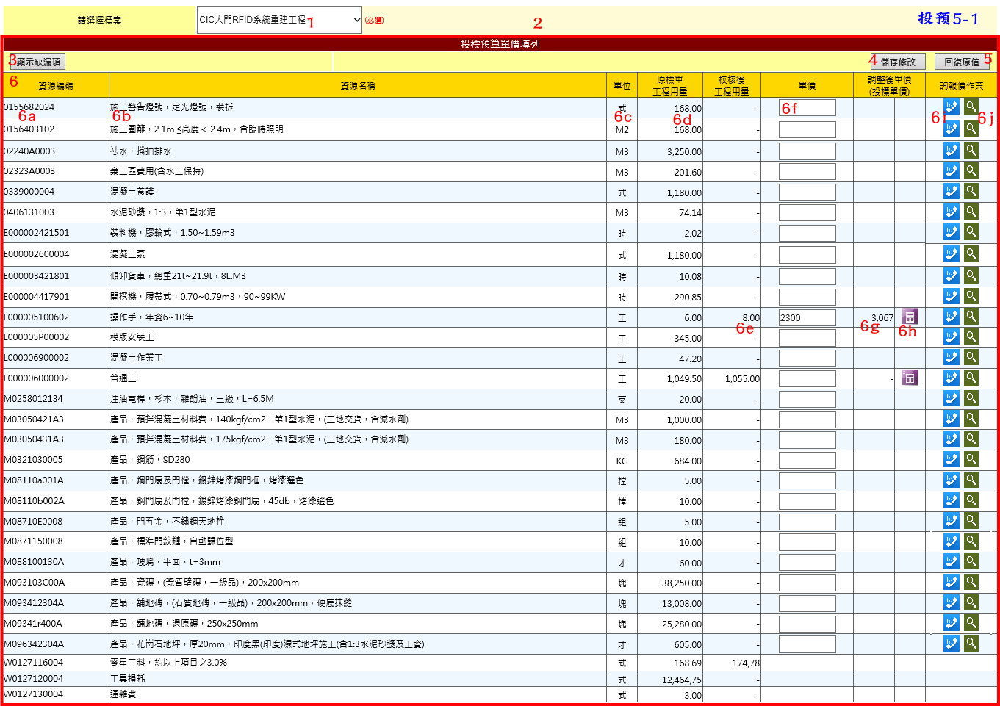 請選擇標案 CIC大門RFID系統重建工程 1 (必選) 2 投預5-1
投標預算單價填列
3 顯示缺漏項 4 儲存修改 回復原值 5
6 資源編碼 資源名稱 單位 原標單工程用量 校核後工程用量 單價 調整後單價(投標單價) 詢報價作業
0155682024 施工警告燈號，定光燈號，裝拆 式 168.00 -
6a 6b 6c 6d 6f 6i 6j
0156403102 施工圍籬，2.1m ≦高度＜ 2.4m，含臨時照明 M2 168.00 -
02240A0003 袪水，擋抽排水 M3 3,250.00 -
02323A0003 棄土區費用(含水土保持) M3 201.60 -
0339000004 混凝土養護 式 1,180.00 -
0406131003 水泥砂漿，1:3，第1型水泥 M3 74.14 -
E000002421501 裝料機，膠輪式，1.50~1.59m3 時 2.02 -
E000002600004 混凝土泵 式 1,180.00 -
E000003421801 傾卸貨車，總重21t~21.9t，8L.M3 時 10.08 -
E000004417901 開挖機，履帶式，0.70~0.79m3，90~99KW 時 290.85 -
L000005100602 操作手，年資6~10年 工 6.00 8.00 2300 3,067
6e 6g 6h
L000005P00002 模版安裝工 工 345.00 -
L000006900002 混凝土作業工 工 47.20 -
L000006000002 普通工 工 1,049.50 1,055.00 -
M0258012134 注油電桿，杉木，雜酚油，三級，L=6.5M 支 20.00 -
M03050421A3 產品，預拌混凝土材料費，140kgf/cm2，第1型水泥，(工地交貨，含減水劑) M3 1,000.00 -
M03050431A3 產品，預拌混凝土材料費，175kgf/cm2，第1型水泥，(工地交貨，含減水劑) M3 180.00 -
M0321030005 產品，鋼筋，SD280 KG 684.00 -
M08110a001A 產品，鋼門扇及門樘，鍍鋅烤漆鋼門框，烤漆選色 樘 5.00 -
M08110b002A 產品，鋼門扇及門樘，鍍鋅烤漆鋼門扇，45db，烤漆選色 樘 10.00 -
M08710E0008 產品，門五金，不鏽鋼天地栓 組 5.00 -
M0871150008 產品，標準門鉸鏈，自動歸位型 組 10.00 -
M088100130A 產品，玻璃，平面，t=3mm 才 60.00 -
M093103C00A 產品，瓷磚，(瓷質壁磚，一級品)，200x200mm 塊 38,250.00 -
M093412304A 產品，舖地磚，(石質地磚，一級品)，200x200mm，硬底抹縫 塊 13,008.00 -
M09341r400A 產品，舖地磚，還原磚，250x250mm 塊 25,280.00 -
M096342304A 產品，花崗石地坪，厚20mm，印度黑(印度)濕式地坪施工(含1:3水泥砂漿及工資) 才 605.00 -
W0127116004 零星工料，約以上項目之3.0% 式 168.69 174,78
W0127120004 工具損耗 式 12,464,75 -
W0127130004 運雜費 式 3.00 -